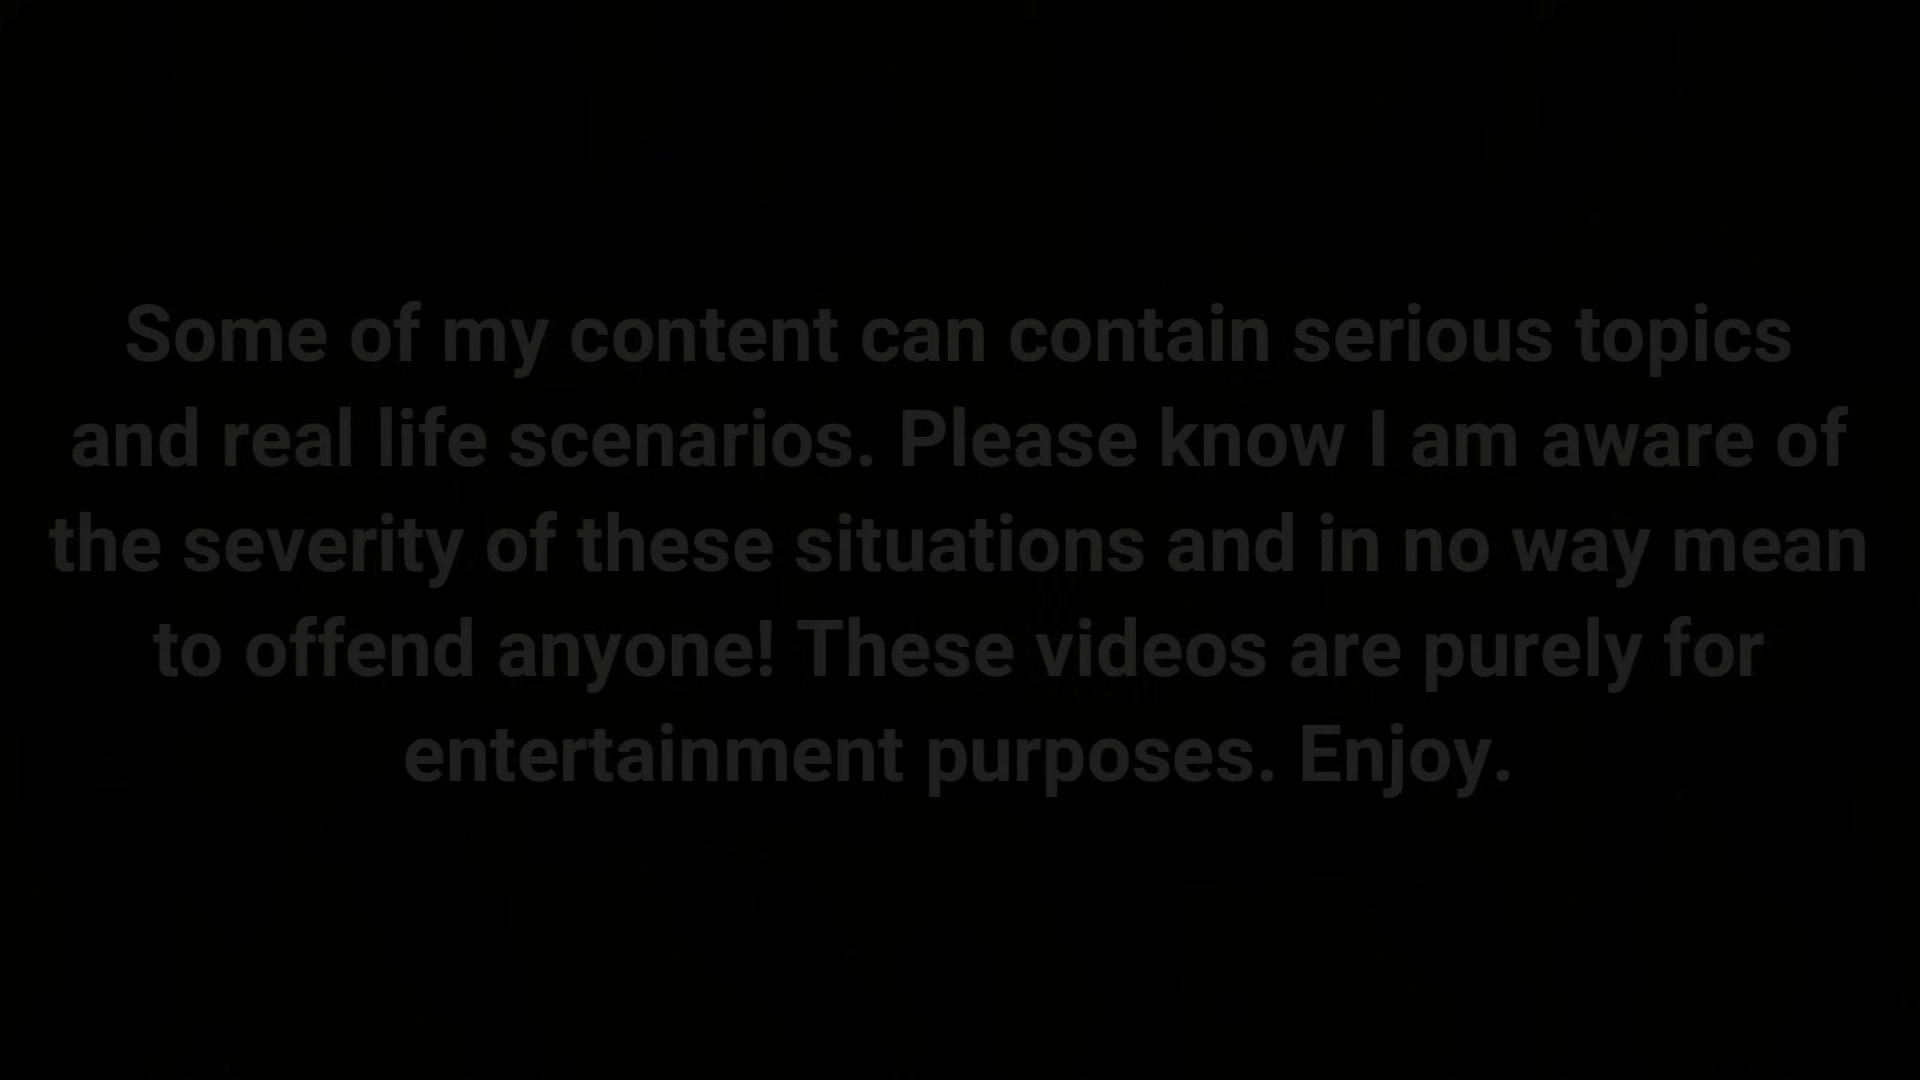 Some of my content can contain serious topics
and real life scenarios. Please know I am aware of
the severity of these situations and in no way mean
to offend anyone! These videos are purely for
entertainment purposes. Enjoy.